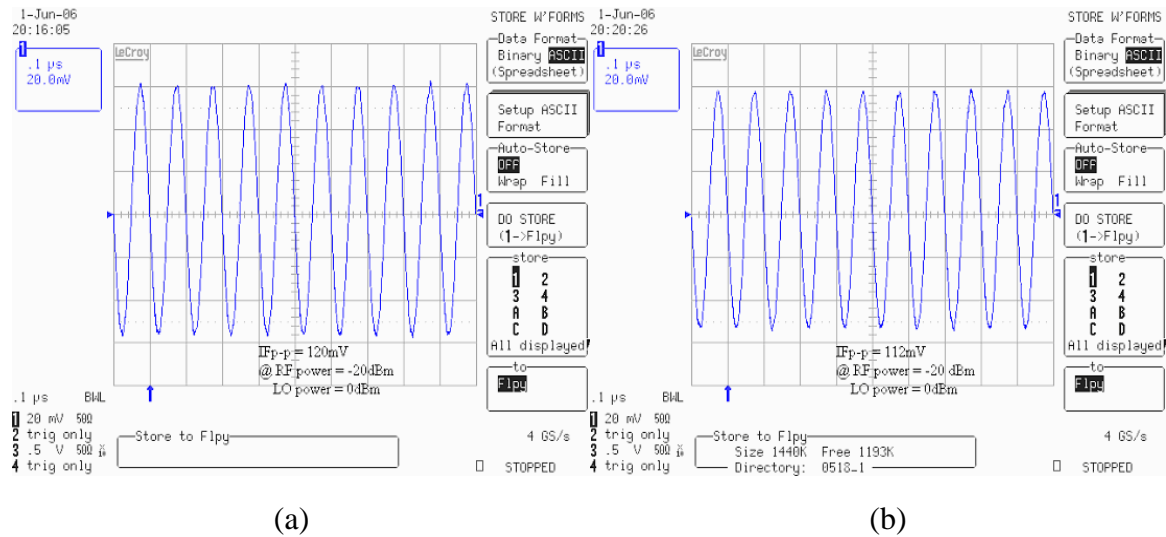 1-Jun-06
20:16:05
1
.1 µs
20.0mV
LeCroy
STORE W'FORMS
Data Format
Binary ASCII
(Spreadsheet)
Setup ASCII
Format
Auto-Store
OFF
Wrap Fill
1
DO STORE
(1->Flpy)
store
1 2
3 4
A B
C D
All displayed
to
Flpy
IFp-p = 120mV
@ RF power = -20dBm
LO power = 0dBm
.1 µs BWL
1 20 mV 50Ω
2 trig only
3 .5 V 50Ω
4 trig only
Store to Flpy
4 GS/s
STOPPED
(a)
1-Jun-06
20:20:26
1
.1 µs
20.0mV
LeCroy
STORE W'FORMS
Data Format
Binary ASCII
(Spreadsheet)
Setup ASCII
Format
Auto-Store
OFF
Wrap Fill
1
DO STORE
(1->Flpy)
store
1 2
3 4
A B
C D
All displayed
to
Flpy
IFp-p = 112mV
@ RF power = -20 dBm
LO power = 0dBm
.1 µs BWL
1 20 mV 50Ω
2 trig only
3 .5 V 50Ω
4 trig only
Store to Flpy
Size 1440K Free 1193K
Directory: 0518_1
4 GS/s
STOPPED
(b)